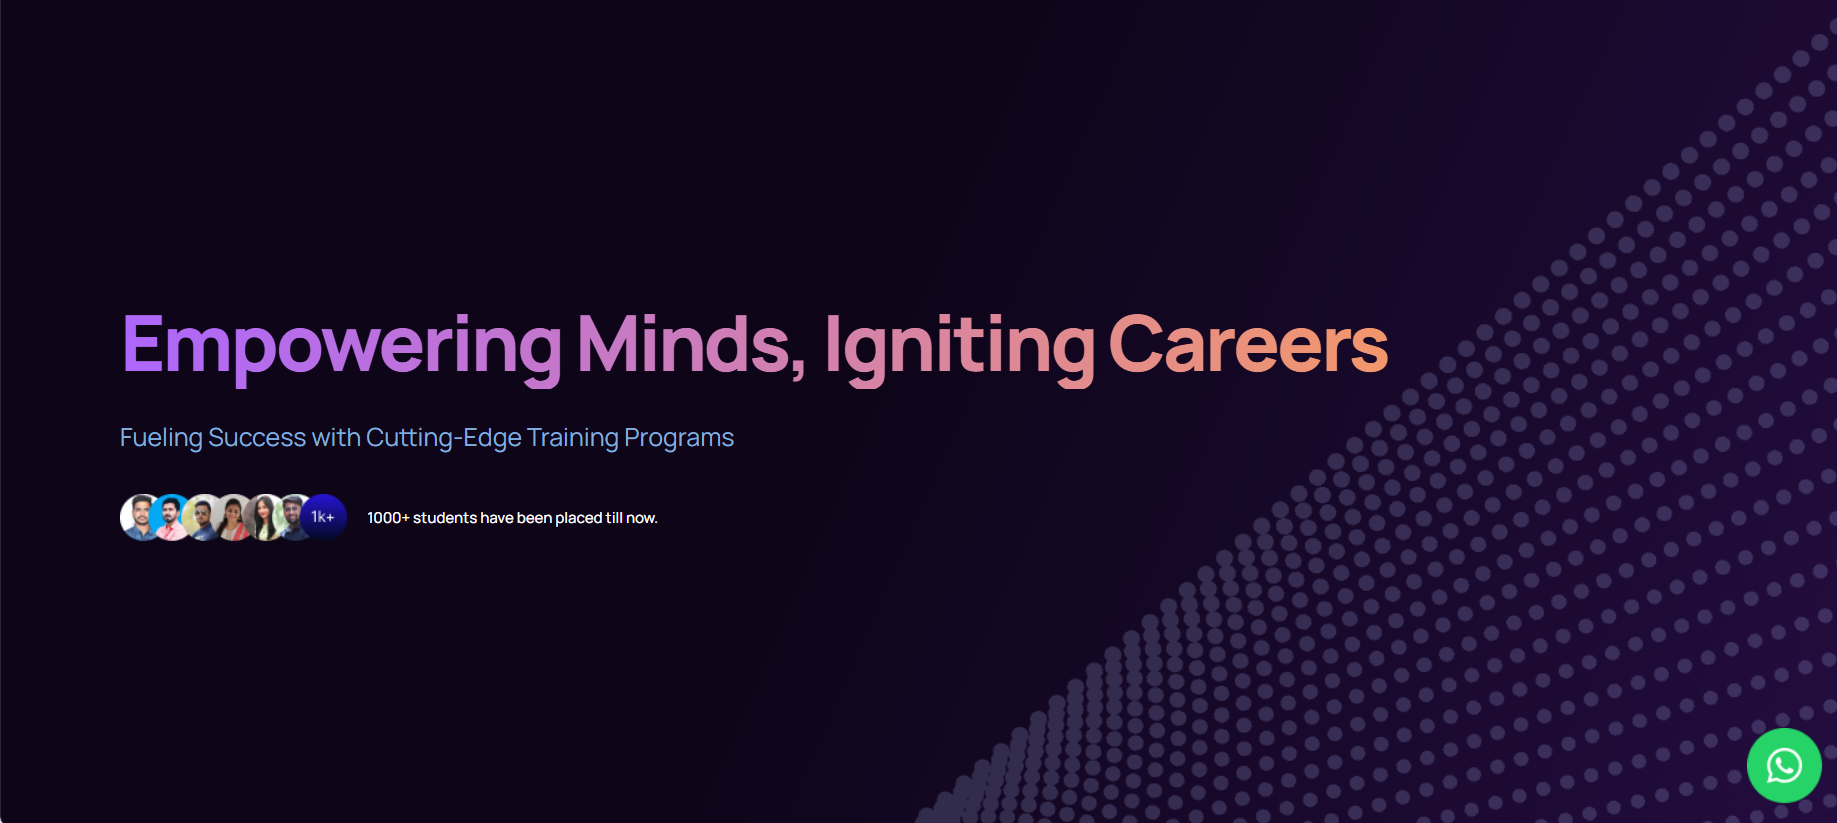 Empowering Minds, Igniting Careers
Fueling Success with Cutting-Edge Training Programs
1k+
1000+ students have been placed till now.